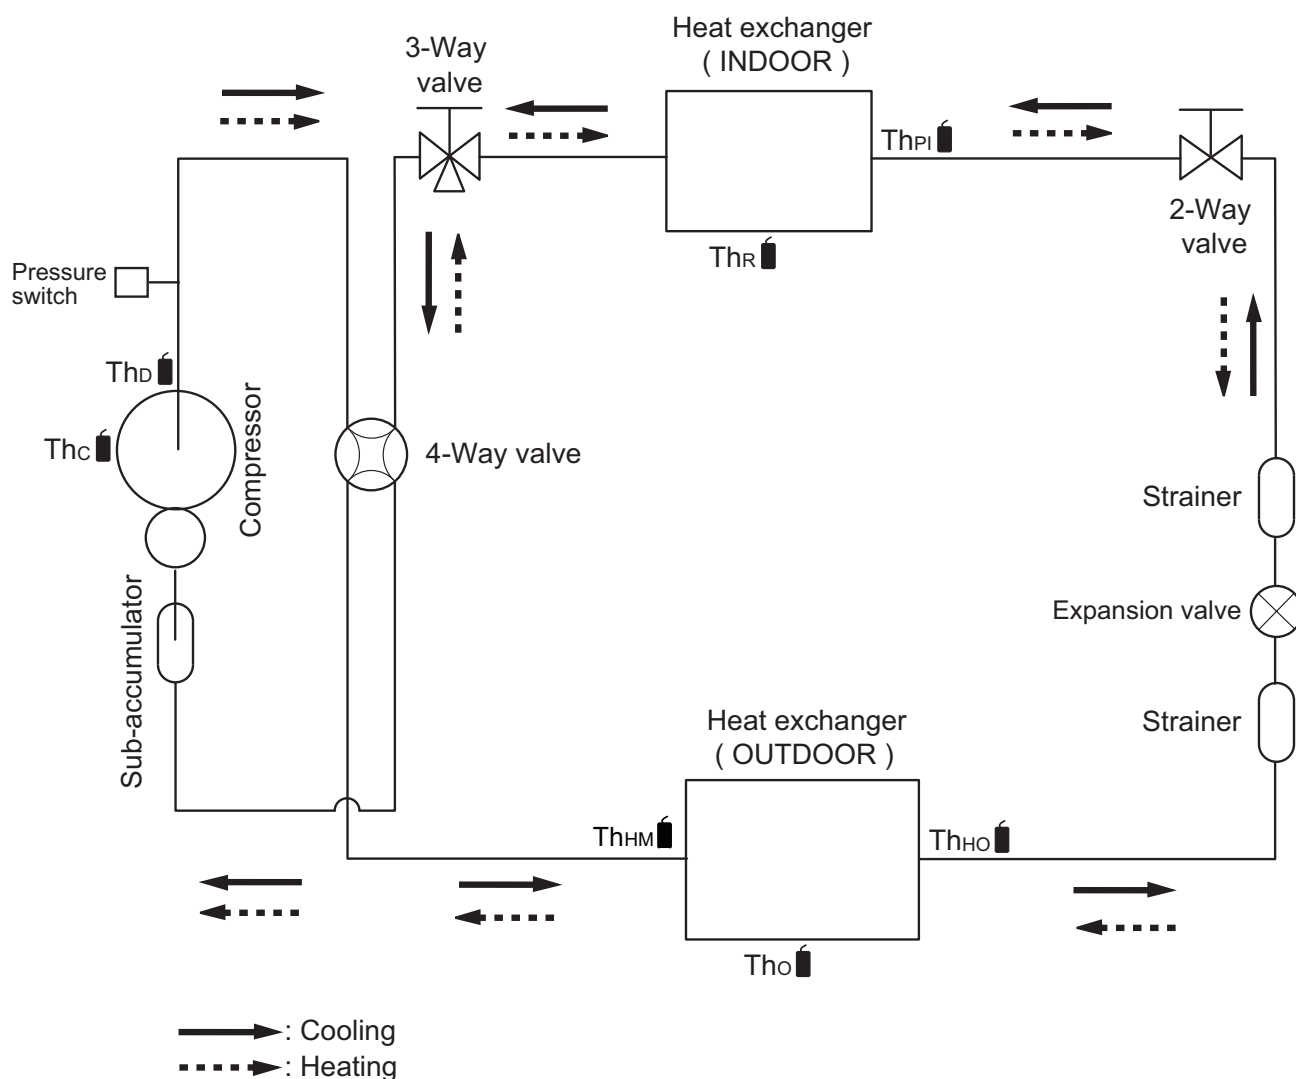 Heat exchanger
( INDOOR )
3-Way
valve
ThPI
2-Way
valve
ThR
Pressure
switch
ThD
ThC
Compressor
4-Way valve
Strainer
Expansion valve
Sub-accumulator
Strainer
Heat exchanger
( OUTDOOR )
ThHM
ThHO
ThO
: Cooling
: Heating